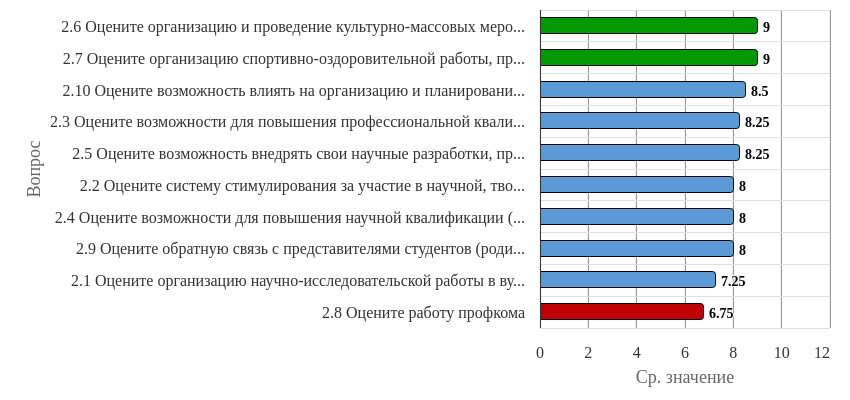 2.6 Оцените организацию и проведение культурно-массовых меро... 9
2.7 Оцените организацию спортивно-оздоровительной работы, пр... 9
2.10 Оцените возможность влиять на организацию и планировани... 8.5
2.3 Оцените возможности для повышения профессиональной квали... 8.25
2.5 Оцените возможность внедрять свои научные разработки, пр... 8.25
2.2 Оцените систему стимулирования за участие в научной, тво... 8
2.4 Оцените возможности для повышения научной квалификации (... 8
2.9 Оцените обратную связь с представителями студентов (роди... 8
2.1 Оцените организацию научно-исследовательской работы в ву... 7.25
2.8 Оцените работу профкома 6.75
Вопрос
0 2 4 6 8 10 12
Ср. значение